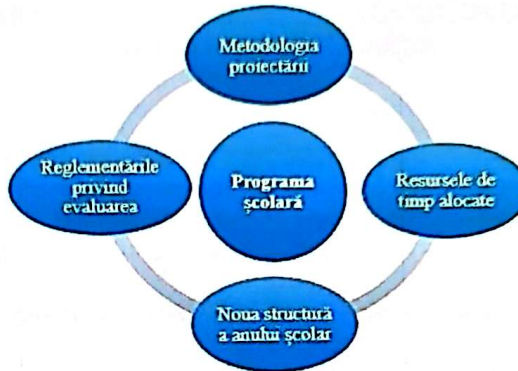 Metodologia
proiectării
Reglementările
privind
evaluarea
Programa
școlară
Resursele de
timp alocate
Noua structură
a anului școlar